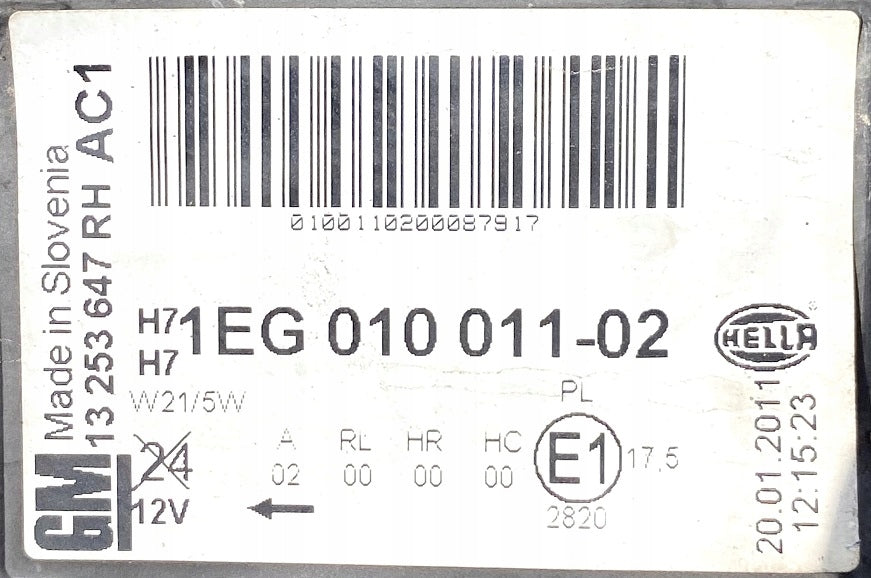 Made in Slovenia
13 253 647 RH AC1
GM
0100110200087917
H7
H7
1EG 010 011-02
HELLA
®
W21/5W
24
12V
A RL HR HC
02 00 00 00
PL
E1
17,5
2820
20.01.2011
12:15:23